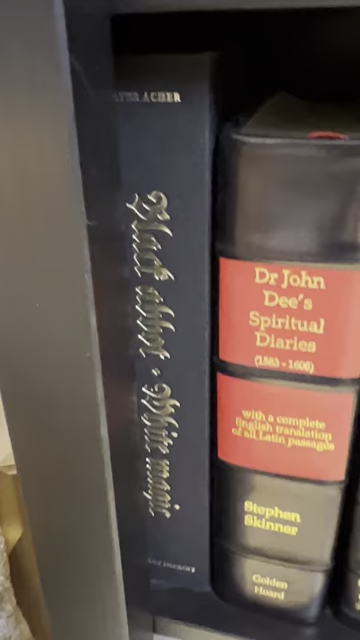 Black abbot · White magic
Dr John
Dee's
Spiritual
Diaries
(1583 - 1608)
with a complete
English translation
of all Latin passages
Stephen
Skinner
Golden
Hoard